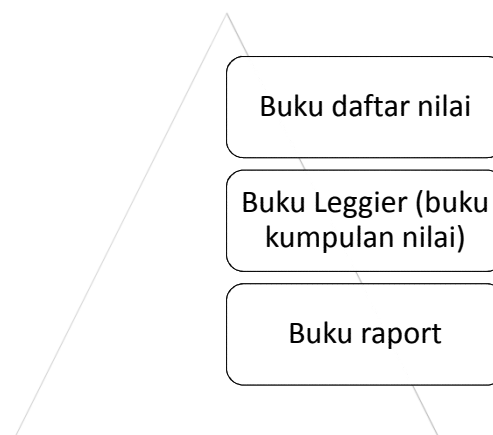 Buku daftar nilai
Buku Leggier (buku
kumpulan nilai)
Buku raport